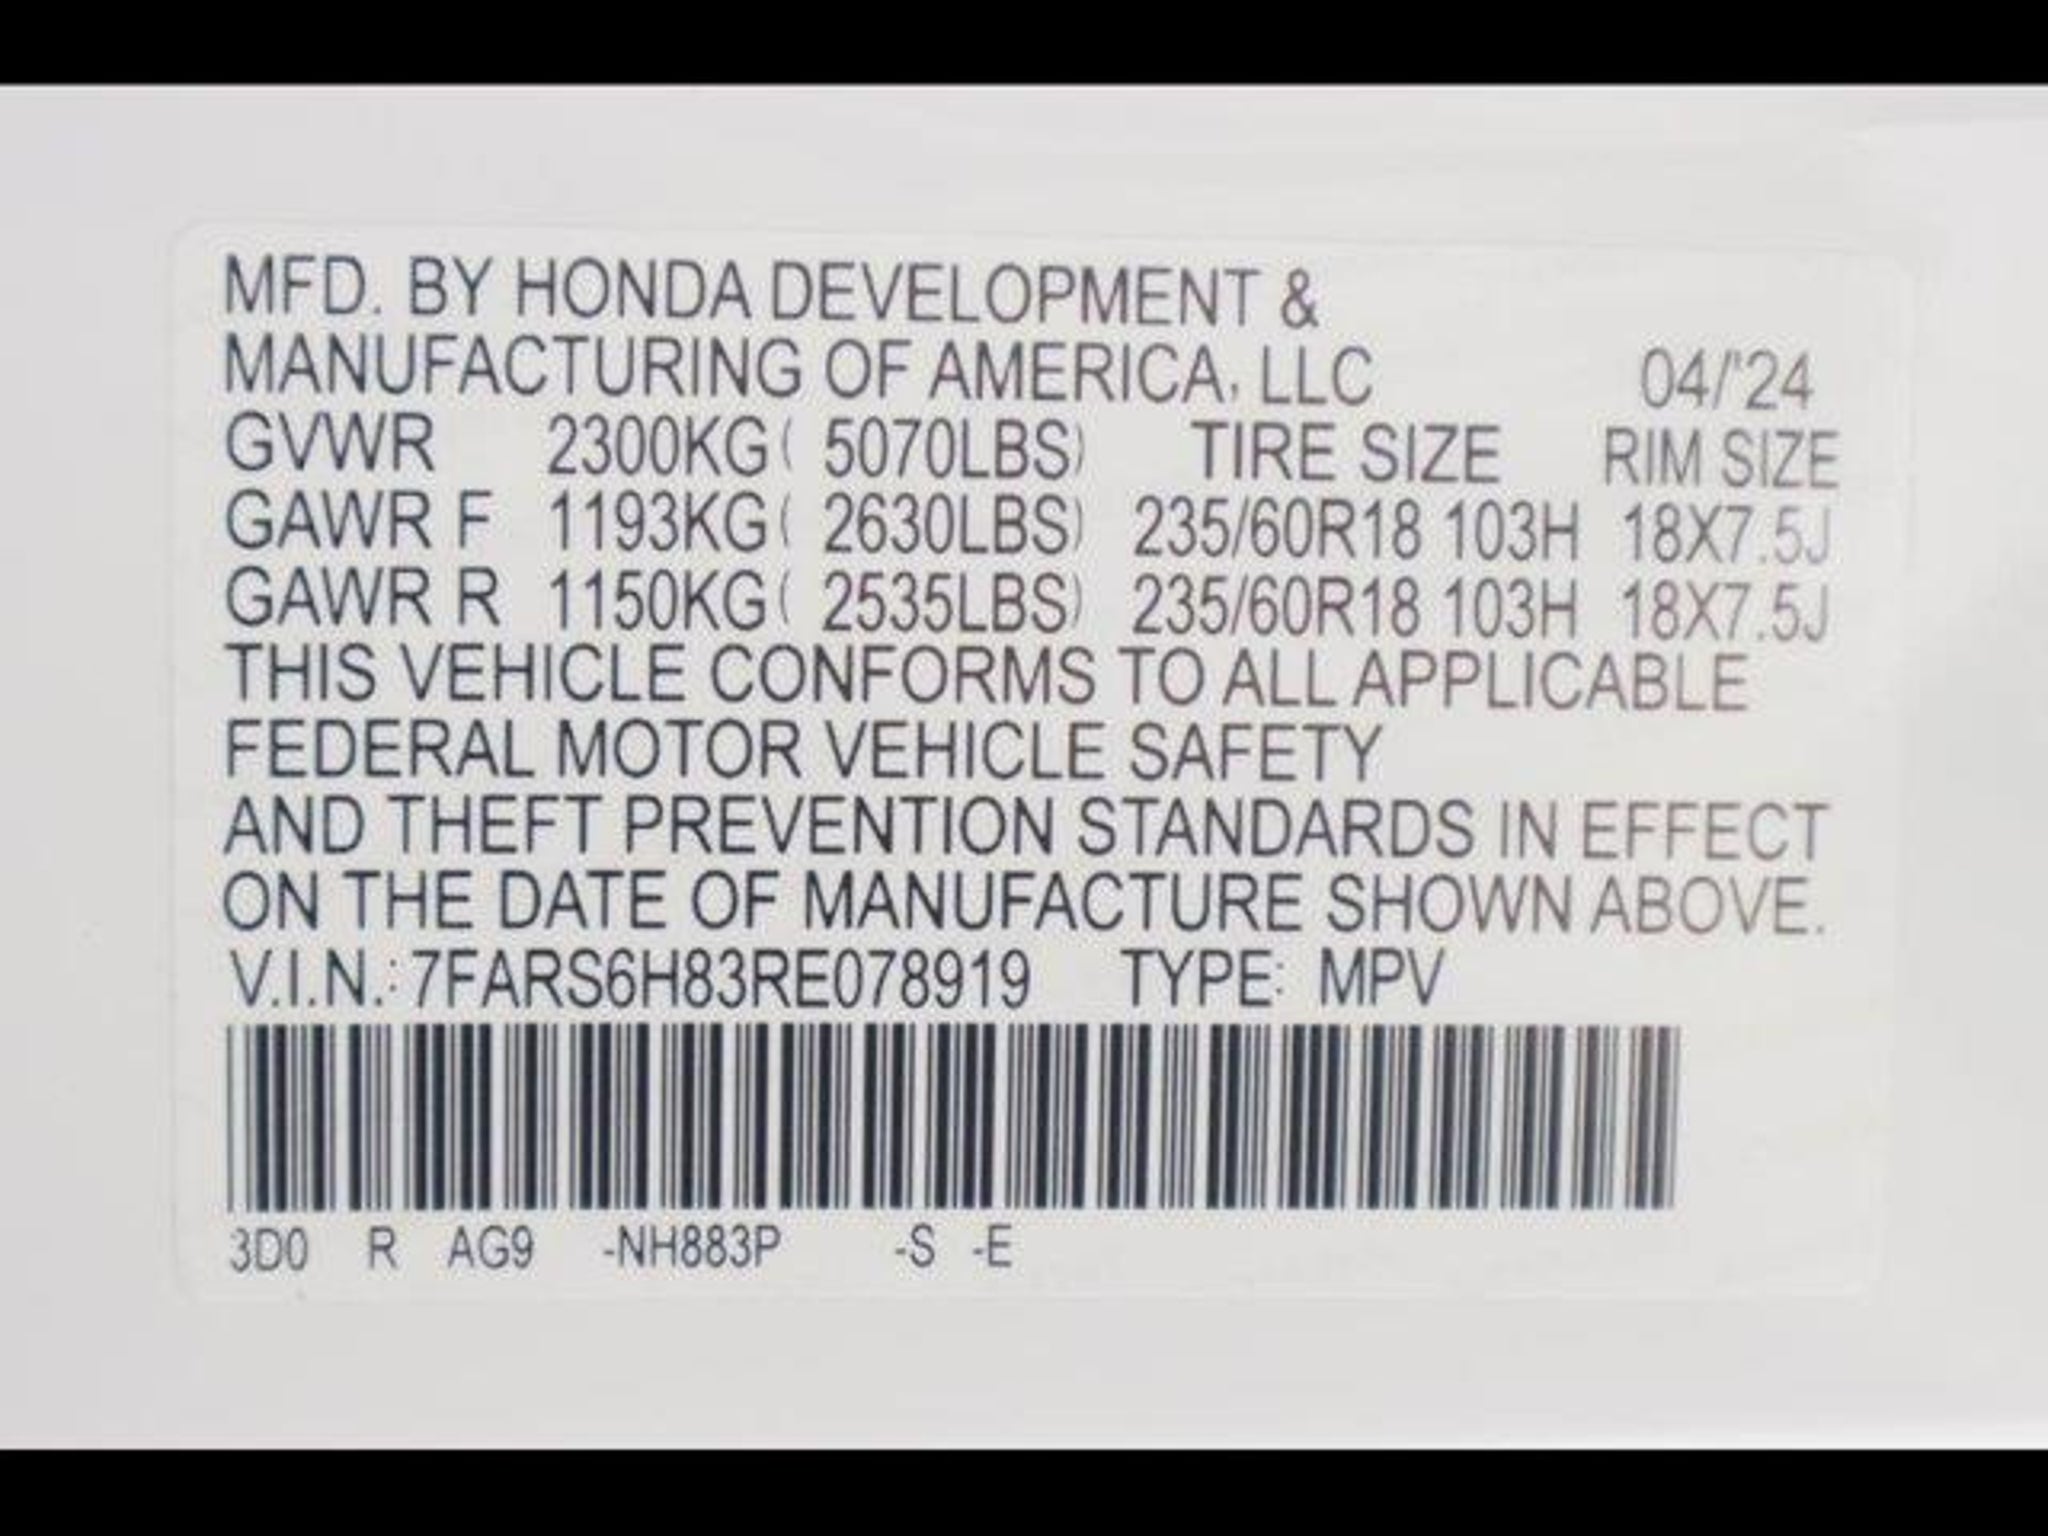 MFD. BY HONDA DEVELOPMENT &
MANUFACTURING OF AMERICA, LLC 04/'24
GVWR 2300KG( 5070LBS) TIRE SIZE RIM SIZE
GAWR F 1193KG( 2630LBS) 235/60R18 103H 18X7.5J
GAWR R 1150KG( 2535LBS) 235/60R18 103H 18X7.5J
THIS VEHICLE CONFORMS TO ALL APPLICABLE
FEDERAL MOTOR VEHICLE SAFETY
AND THEFT PREVENTION STANDARDS IN EFFECT
ON THE DATE OF MANUFACTURE SHOWN ABOVE.
V.I.N.: 7FARS6H83RE078919 TYPE: MPV
3D0 R AG9 -NH883P -S -E